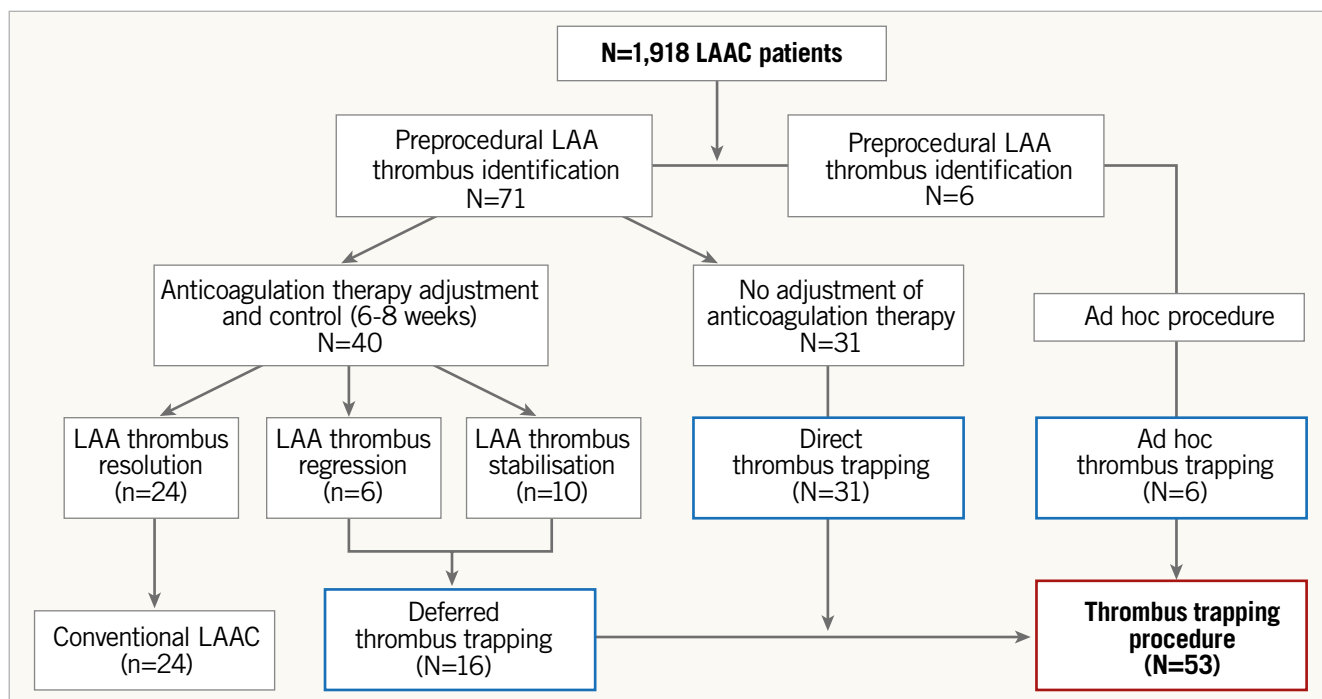 N=1,918 LAAC patients
Preprocedural LAA
thrombus identification
N=71
Preprocedural LAA
thrombus identification
N=6
Anticoagulation therapy adjustment
and control (6-8 weeks)
N=40
No adjustment of
anticoagulation therapy
N=31
Ad hoc procedure
LAA thrombus
resolution
(n=24)
LAA thrombus
regression
(n=6)
LAA thrombus
stabilisation
(n=10)
Direct
thrombus trapping
(N=31)
Ad hoc
thrombus trapping
(N=6)
Conventional LAAC
(n=24)
Deferred
thrombus trapping
(N=16)
Thrombus trapping
procedure
(N=53)